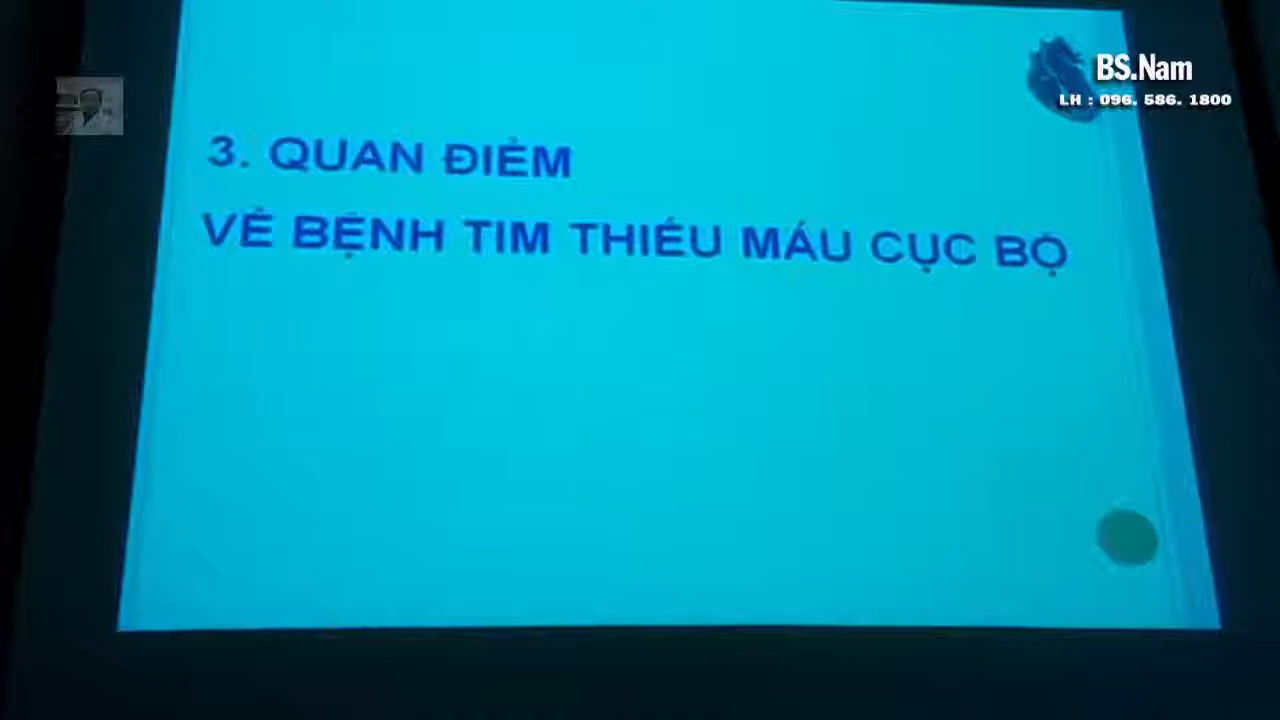 BS.Nam
LH : 096. 586. 1800
3. QUAN ĐIỂM
VỀ BỆNH TIM THIẾU MÁU CỤC BỘ